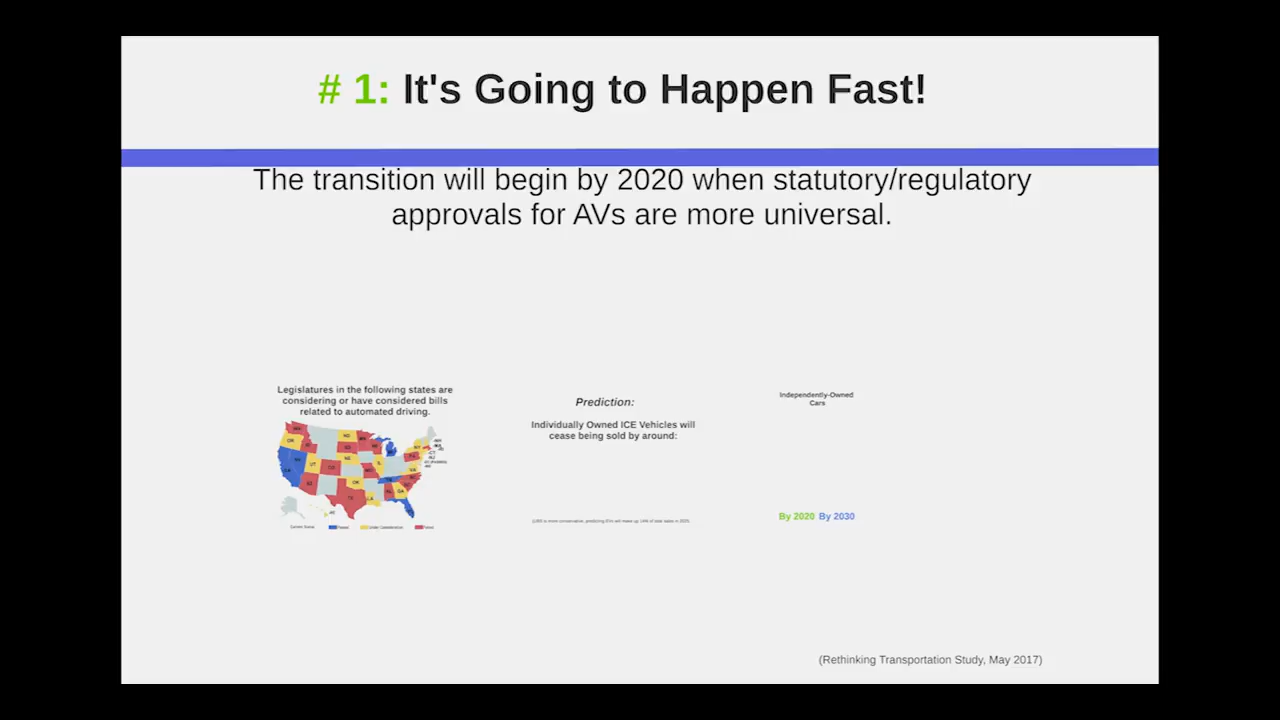 # 1: It's Going to Happen Fast!
The transition will begin by 2020 when statutory/regulatory
approvals for AVs are more universal.
Legislatures in the following states are
considering or have considered bills
related to automated driving.
Prediction:
Individually Owned ICE Vehicles will
cease being sold by around:
Independently-Owned
Cars
By 2020 By 2030
(Rethinking Transportation Study, May 2017)